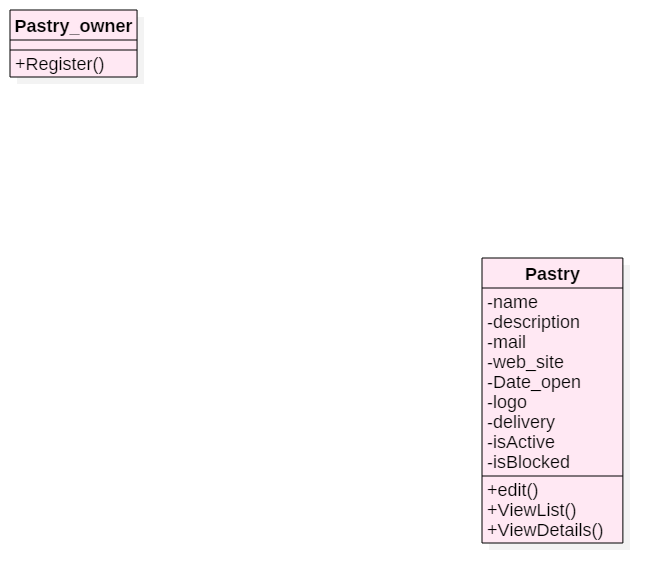 Pastry_owner
+Register()
Pastry
-name
-description
-mail
-web_site
-Date_open
-logo
-delivery
-isActive
-isBlocked
+edit()
+ViewList()
+ViewDetails()